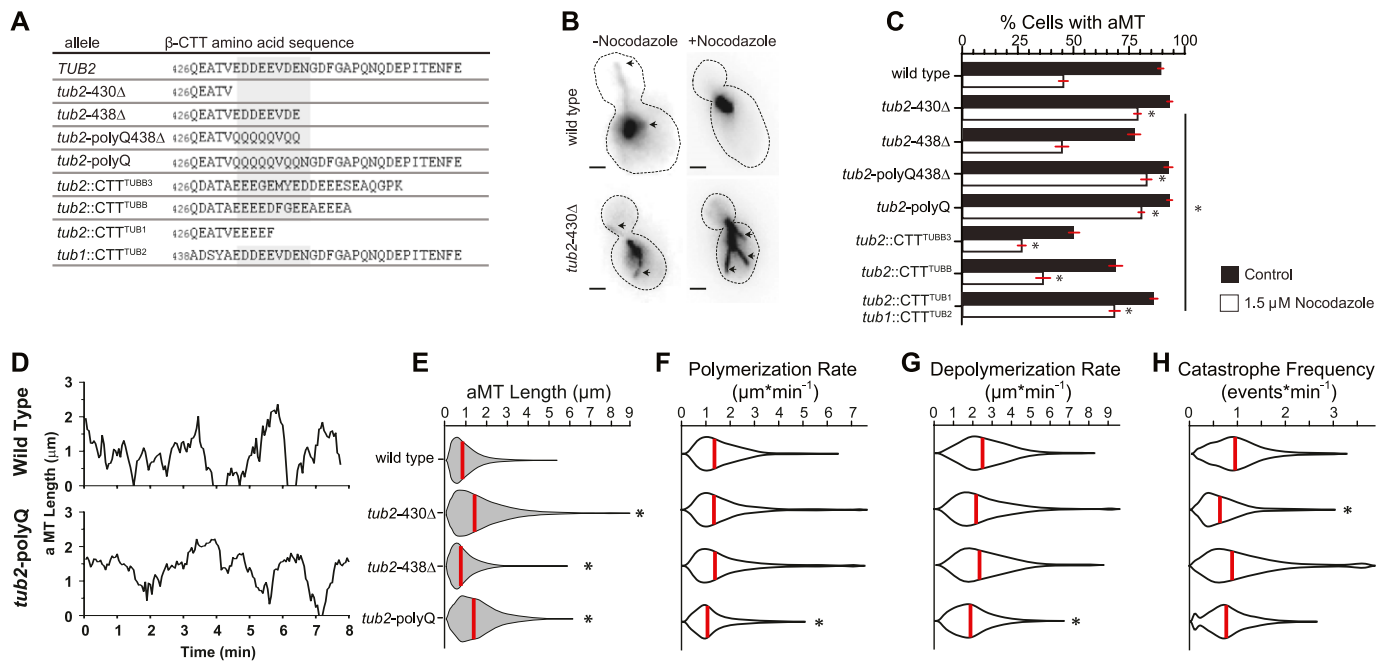 A
allele β-CTT amino acid sequence
TUB2 426QEATVEDDEEVDENGDFGAPQNQDEPITENFE
tub2-430Δ 426QEATV
tub2-438Δ 426QEATVEDDEEVDE
tub2-polyQ438Δ 426QEATVQQQQQVQQ
tub2-polyQ 426QEATVQQQQQVQQNGDFGAPQNQDEPITENFE
tub2::CTTTUBB3 426QDATAEEEGEMYEDDEEESEAQGPK
tub2::CTTTUBB 426QDATAEEEEDFGEEAEEEA
tub2::CTTTUB1 426QEATVEEEEF
tub1::CTTTUB2 438ADSYAEDDEEVDENGDFGAPQNQDEPITENFE
B
-Nocodazole +Nocodazole
wild type
tub2-430Δ
C
% Cells with aMT
0 25 50 75 100
wild type
tub2-430Δ *
tub2-438Δ
tub2-polyQ438Δ *
tub2-polyQ *
*
tub2::CTTTUBB3 *
tub2::CTTTUBB *
tub2::CTTTUB1
tub1::CTTTUB2 *
Control
1.5 µM Nocodazole
D
Wild Type
tub2-polyQ
a MT Length (µm)
3
2
1
0
3
2
1
0
0 1 2 3 4 5 6 7 8
Time (min)
E
aMT Length (µm)
0 1 2 3 4 5 6 7 8 9
wild type
tub2-430Δ *
tub2-438Δ *
tub2-polyQ *
F
Polymerization Rate
(µm*min-1)
0 1 2 3 4 5 6 7
*
G
Depolymerization Rate
(µm*min-1)
0 1 2 3 4 5 6 7 8 9
*
H
Catastrophe Frequency
(events*min-1)
0 1 2 3
*